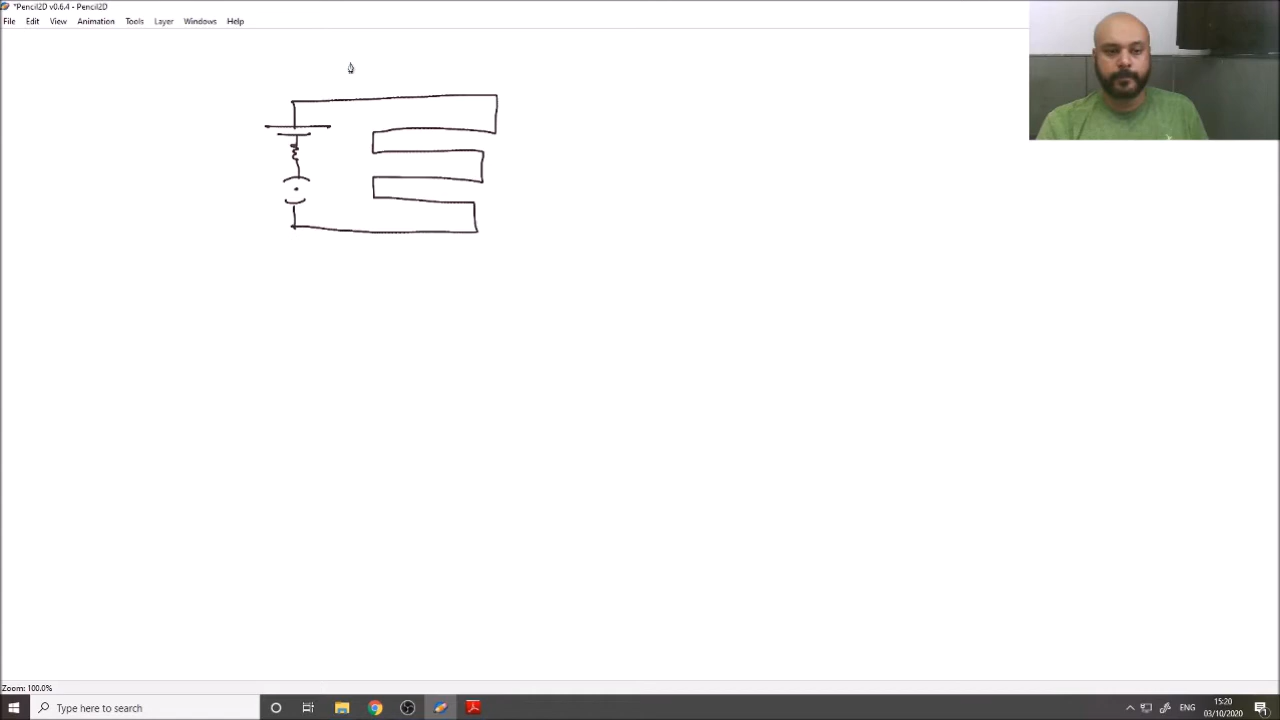 *Pencil2D v0.6.4 - Pencil2D
File Edit View Animation Tools Layer Windows Help
Zoom: 100.0%
Type here to search
ENG
15:20
03/10/2020